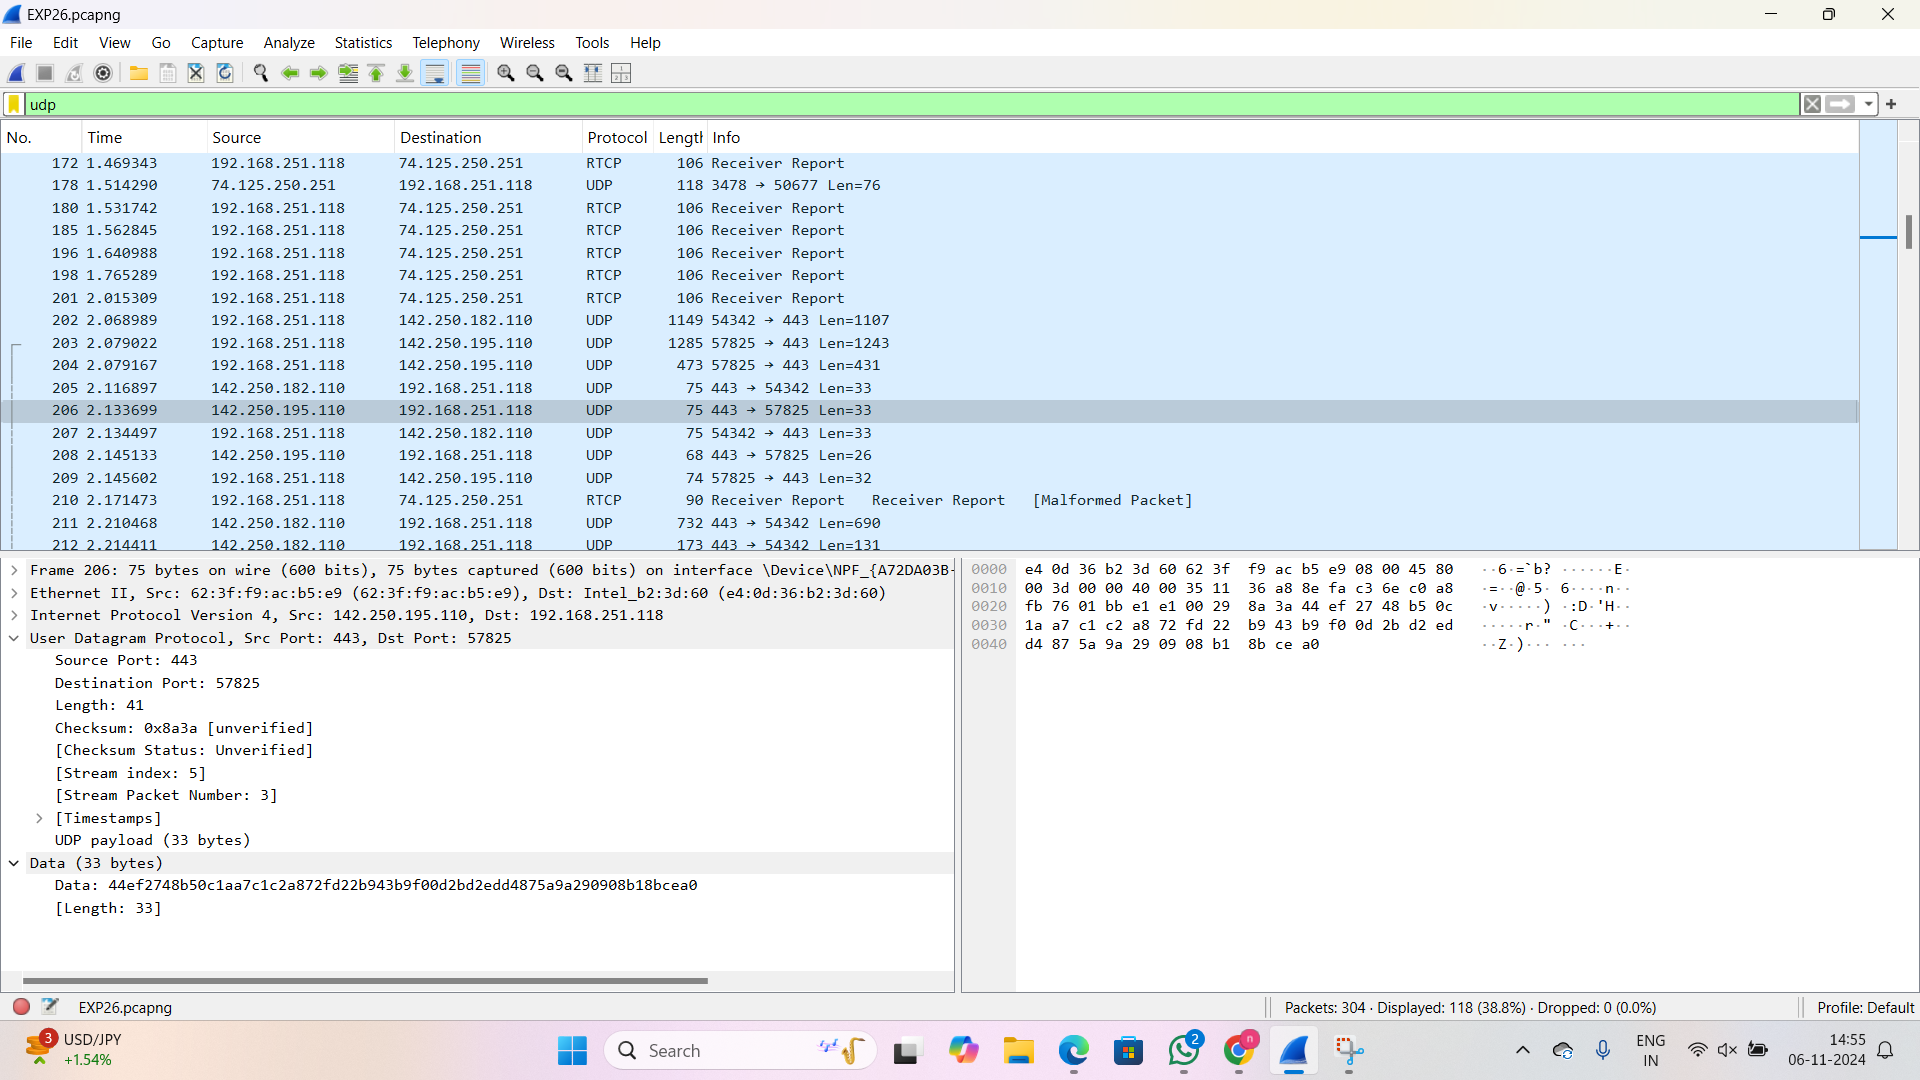 EXP26.pcapng
File Edit View Go Capture Analyze Statistics Telephony Wireless Tools Help
udp
No. Time Source Destination Protocol Length Info
172 1.469343 192.168.251.118 74.125.250.251 RTCP 106 Receiver Report
178 1.514290 74.125.250.251 192.168.251.118 UDP 118 3478 → 50677 Len=76
180 1.531742 192.168.251.118 74.125.250.251 RTCP 106 Receiver Report
185 1.562845 192.168.251.118 74.125.250.251 RTCP 106 Receiver Report
196 1.640988 192.168.251.118 74.125.250.251 RTCP 106 Receiver Report
198 1.765289 192.168.251.118 74.125.250.251 RTCP 106 Receiver Report
201 2.015309 192.168.251.118 74.125.250.251 RTCP 106 Receiver Report
202 2.068989 192.168.251.118 142.250.182.110 UDP 1149 54342 → 443 Len=1107
203 2.079022 192.168.251.118 142.250.195.110 UDP 1285 57825 → 443 Len=1243
204 2.079167 192.168.251.118 142.250.195.110 UDP 473 57825 → 443 Len=431
205 2.116897 142.250.182.110 192.168.251.118 UDP 75 443 → 54342 Len=33
206 2.133699 142.250.195.110 192.168.251.118 UDP 75 443 → 57825 Len=33
207 2.134497 192.168.251.118 142.250.182.110 UDP 75 54342 → 443 Len=33
208 2.145133 142.250.195.110 192.168.251.118 UDP 68 443 → 57825 Len=26
209 2.145602 192.168.251.118 142.250.195.110 UDP 74 57825 → 443 Len=32
210 2.171473 192.168.251.118 74.125.250.251 RTCP 90 Receiver Report Receiver Report [Malformed Packet]
211 2.210468 142.250.182.110 192.168.251.118 UDP 732 443 → 54342 Len=690
212 2.214411 142.250.182.110 192.168.251.118 UDP 173 443 → 54342 Len=131
Frame 206: 75 bytes on wire (600 bits), 75 bytes captured (600 bits) on interface \Device\NPF_{A72DA03B-
Ethernet II, Src: 62:3f:f9:ac:b5:e9 (62:3f:f9:ac:b5:e9), Dst: Intel_b2:3d:60 (e4:0d:36:b2:3d:60)
Internet Protocol Version 4, Src: 142.250.195.110, Dst: 192.168.251.118
User Datagram Protocol, Src Port: 443, Dst Port: 57825
Source Port: 443
Destination Port: 57825
Length: 41
Checksum: 0x8a3a [unverified]
[Checksum Status: Unverified]
[Stream index: 5]
[Stream Packet Number: 3]
[Timestamps]
UDP payload (33 bytes)
Data (33 bytes)
Data: 44ef2748b50c1aa7c1c2a872fd22b943b9f00d2bd2edd4875a9a290908b18bcea0
[Length: 33]
0000 e4 0d 36 b2 3d 60 62 3f f9 ac b5 e9 08 00 45 80 ··6·=`b? ······E·
0010 00 3d 00 00 40 00 35 11 36 a8 8e fa c3 6e c0 a8 ·=··@·5· 6····n··
0020 fb 76 01 bb e1 e1 00 29 8a 3a 44 ef 27 48 b5 0c ·v·····) ·:D·'H··
0030 1a a7 c1 c2 a8 72 fd 22 b9 43 b9 f0 0d 2b d2 ed ·····r·" ·C···+··
0040 d4 87 5a 9a 29 09 08 b1 8b ce a0 ··Z·)··· ···
EXP26.pcapng
Packets: 304 · Displayed: 118 (38.8%) · Dropped: 0 (0.0%)
Profile: Default
3
USD/JPY
+1.54%
Search
2
n
ENG
IN
14:55
06-11-2024